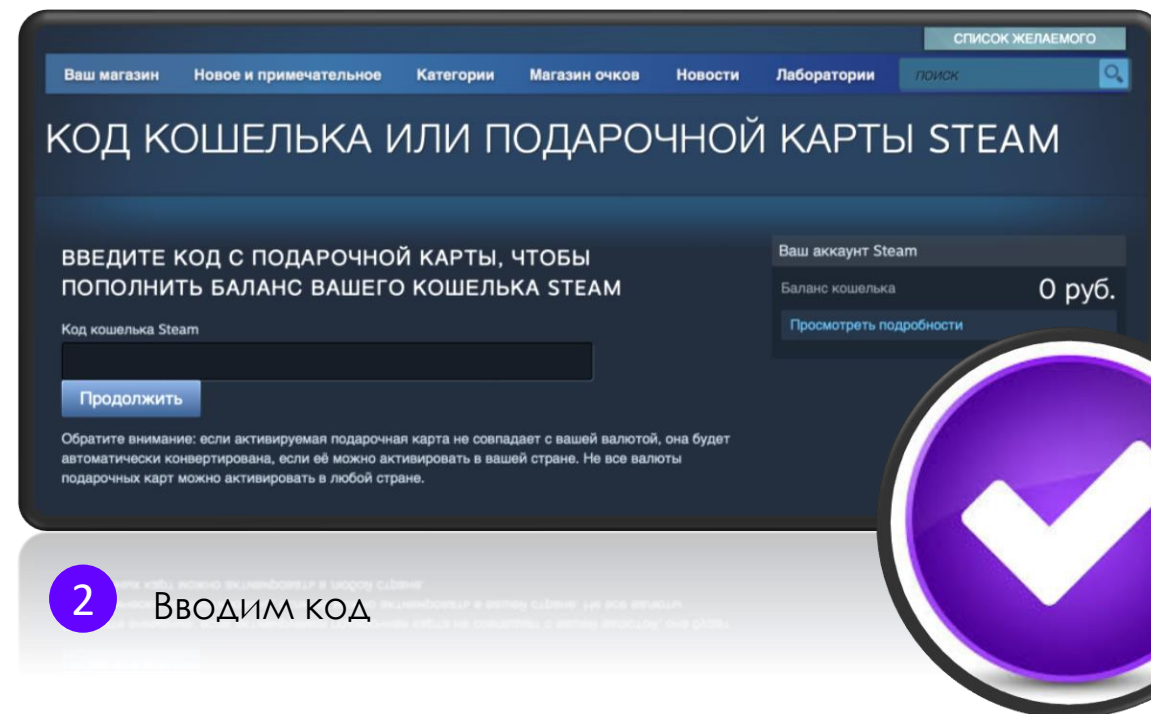 СПИСОК ЖЕЛАЕМОГО
Ваш магазин Новое и примечательное Категории Магазин очков Новости Лаборатории поиск
КОД КОШЕЛЬКА ИЛИ ПОДАРОЧНОЙ КАРТЫ STEAM
ВВЕДИТЕ КОД С ПОДАРОЧНОЙ КАРТЫ, ЧТОБЫ
ПОПОЛНИТЬ БАЛАНС ВАШЕГО КОШЕЛЬКА STEAM
Код кошелька Steam
Продолжить
Обратите внимание: если активируемая подарочная карта не совпадает с вашей валютой, она будет
автоматически конвертирована, если её можно активировать в вашей стране. Не все валюты
подарочных карт можно активировать в любой стране.
Ваш аккаунт Steam
Баланс кошелька 0 руб.
Просмотреть подробности
2 Вводим код